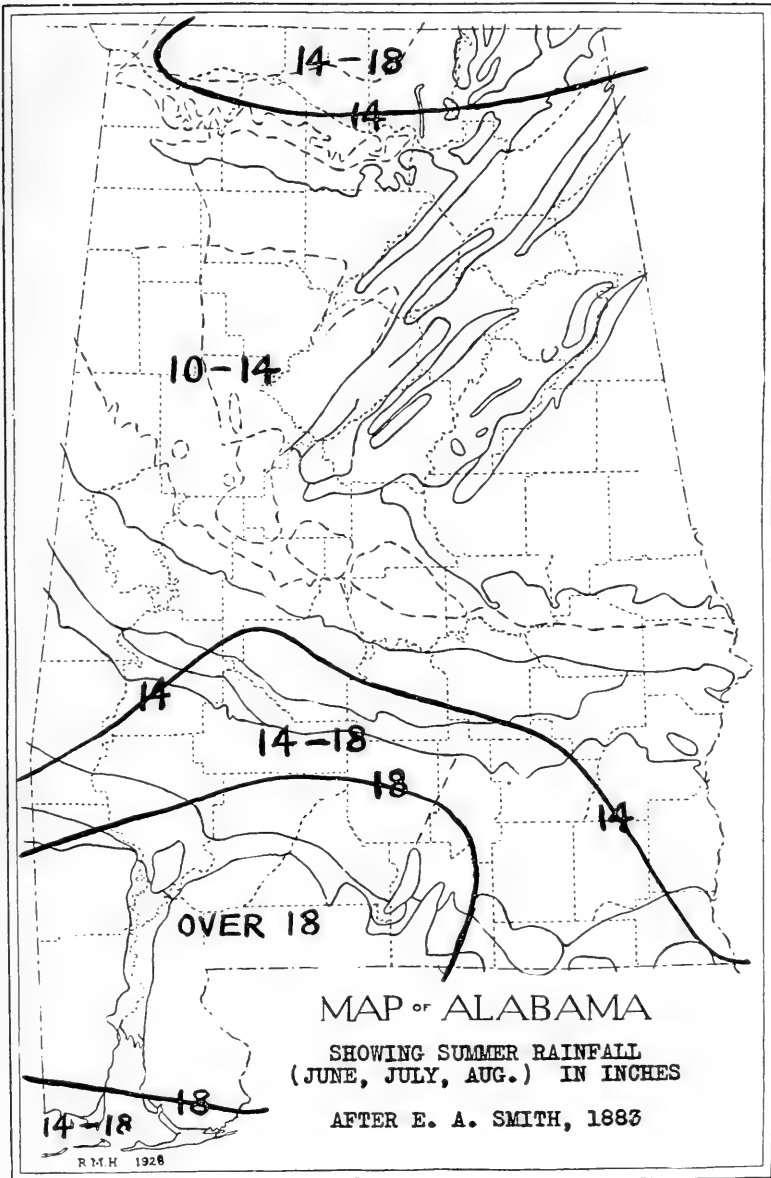 14-18
14
10-14
14
14-18
18
14
OVER 18
MAP OF ALABAMA
SHOWING SUMMER RAINFALL
(JUNE, JULY, AUG.) IN INCHES
18
14-18
AFTER E. A. SMITH, 1883
R.M.H 1928